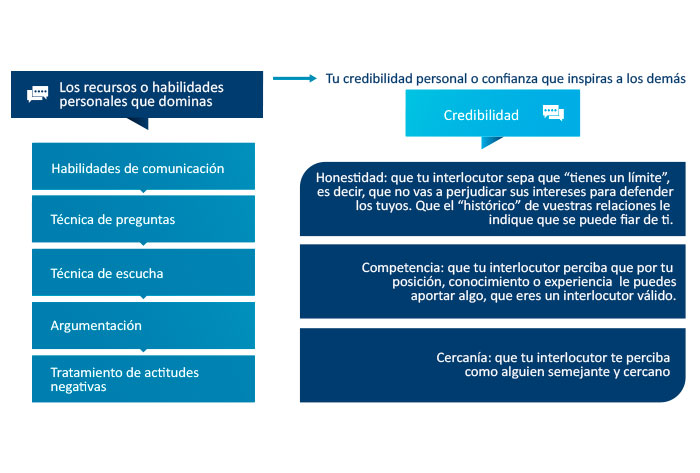 Los recursos o habilidades
personales que dominas
Tu credibilidad personal o confianza que inspiras a los demás
Credibilidad
Habilidades de comunicación
Técnica de preguntas
Técnica de escucha
Argumentación
Tratamiento de actitudes
negativas
Honestidad: que tu interlocutor sepa que “tienes un límite”,
es decir, que no vas a perjudicar sus intereses para defender
los tuyos. Que el “histórico” de vuestras relaciones le
indique que se puede fiar de ti.
Competencia: que tu interlocutor perciba que por tu
posición, conocimiento o experiencia le puedes
aportar algo, que eres un interlocutor válido.
Cercanía: que tu interlocutor te perciba
como alguien semejante y cercano